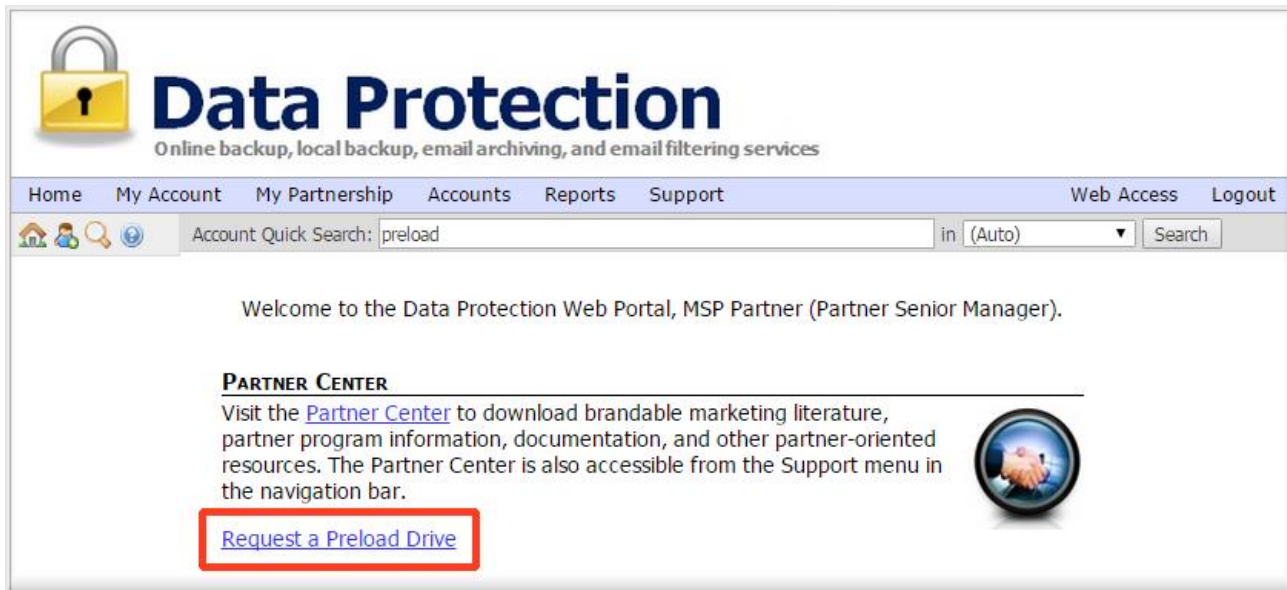 Data Protection
Online backup, local backup, email archiving, and email filtering services
Home My Account My Partnership Accounts Reports Support Web Access Logout
Account Quick Search: preload in (Auto) Search
Welcome to the Data Protection Web Portal, MSP Partner (Partner Senior Manager).
PARTNER CENTER
Visit the Partner Center to download brandable marketing literature,
partner program information, documentation, and other partner-oriented
resources. The Partner Center is also accessible from the Support menu in
the navigation bar.
Request a Preload Drive